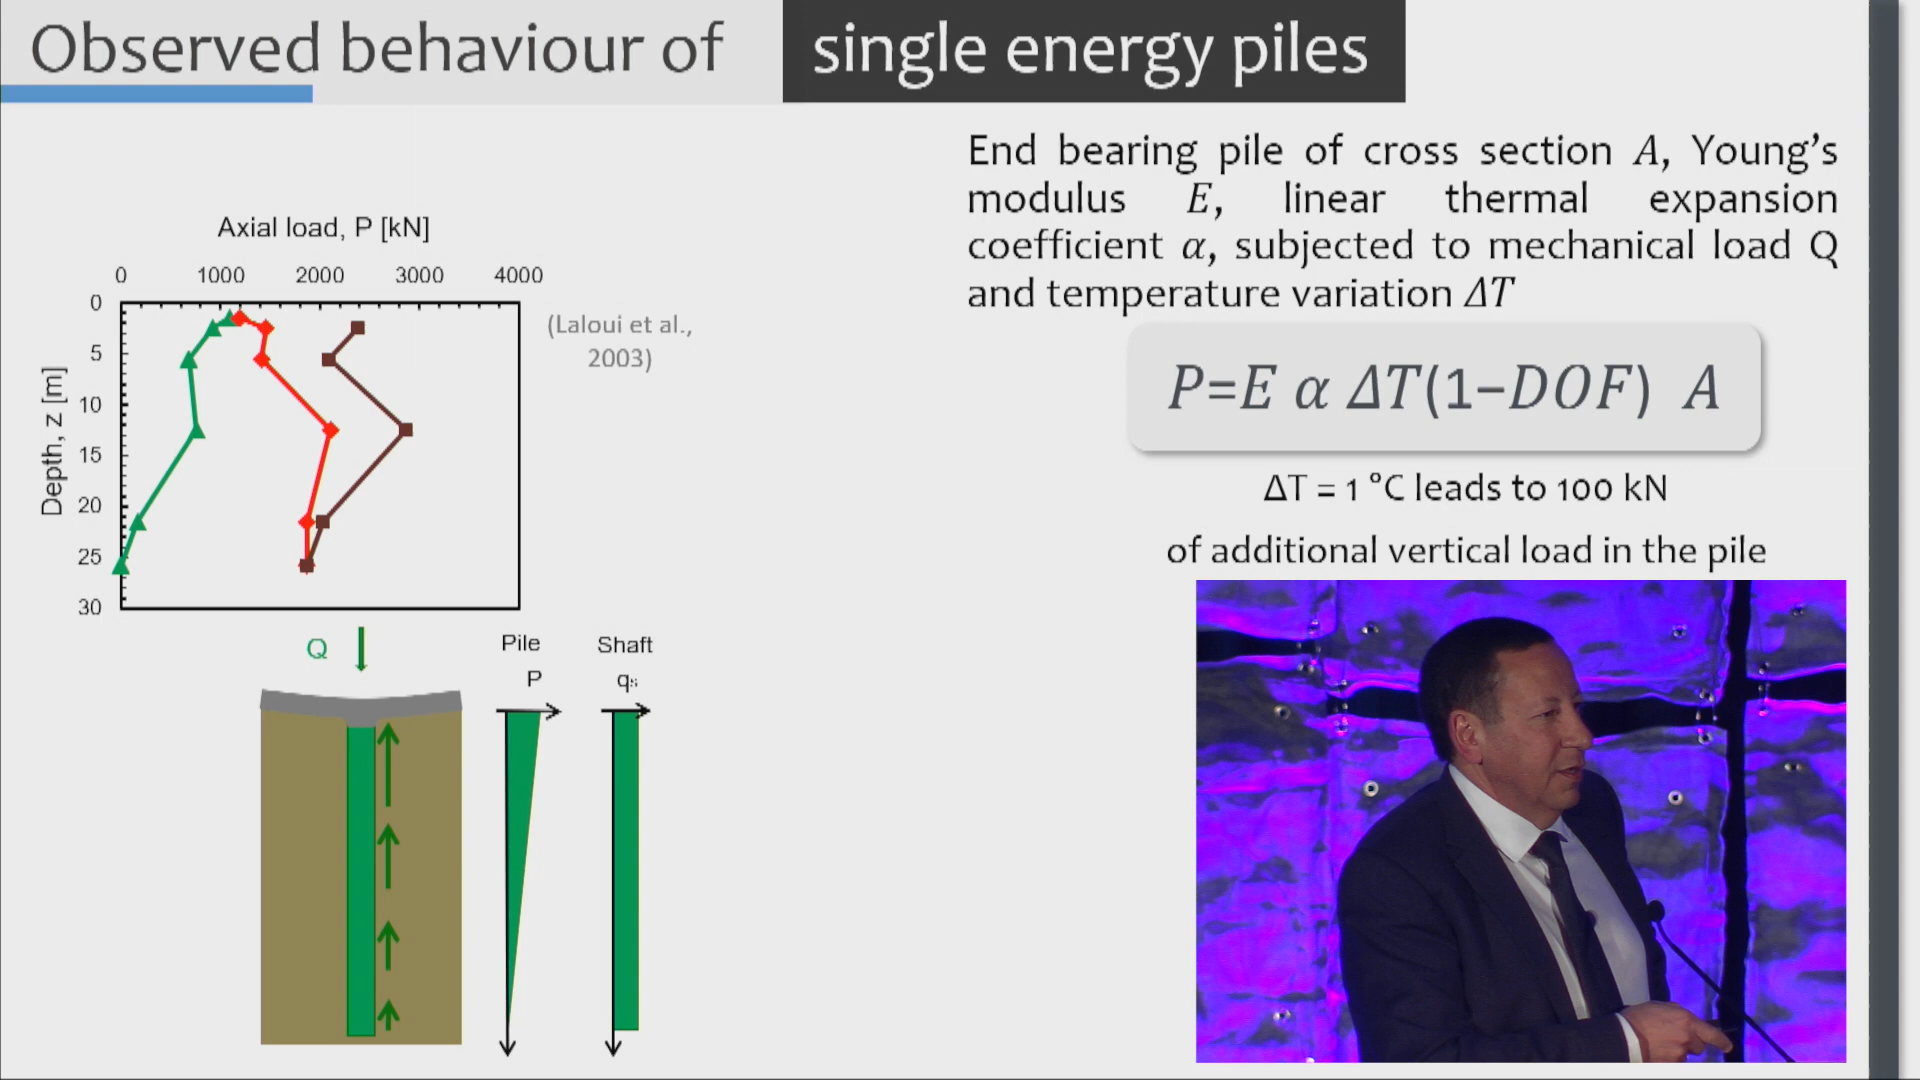 Observed behaviour of single energy piles
End bearing pile of cross section A, Young's
modulus E, linear thermal expansion
coefficient α, subjected to mechanical load Q
and temperature variation ΔT
P=E α ΔT(1−DOF) A
ΔT = 1 °C leads to 100 kN
of additional vertical load in the pile
Axial load, P [kN]
0 1000 2000 3000 4000
Depth, z [m]
0
5
10
15
20
25
30
(Laloui et al.,
2003)
Q
Pile
P
Shaft
qs